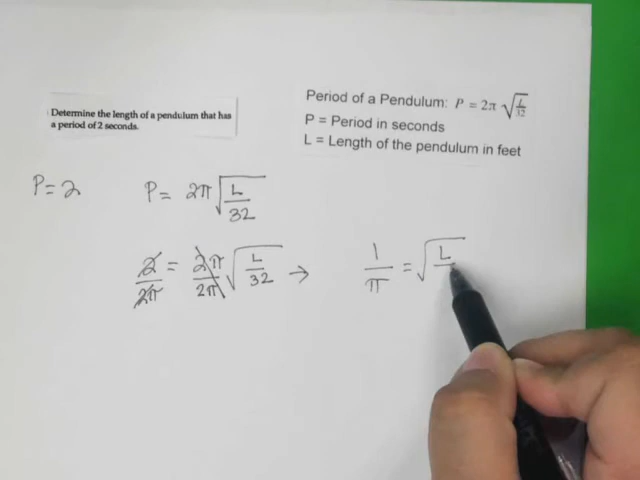 Determine the length of a pendulum that has
a period of 2 seconds.
Period of a Pendulum: P = 2π √(L/32)
P = Period in seconds
L = Length of the pendulum in feet
P = 2
P = 2π √(L/32)
2/2π = 2π/2π √(L/32) →
1/π = √(L/